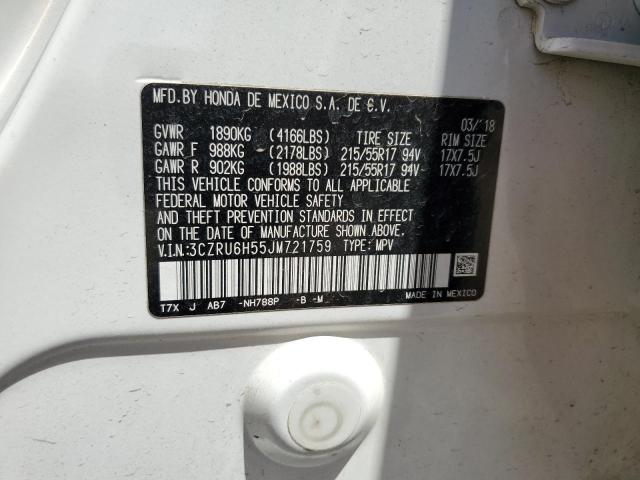 MFD.BY HONDA DE MEXICO S.A. DE C.V.
03/'18
GVWR 1890KG (4166LBS) TIRE SIZE RIM SIZE
GAWR F 988KG (2178LBS) 215/55R17 94V 17X7.5J
GAWR R 902KG (1988LBS) 215/55R17 94V 17X7.5J
THIS VEHICLE CONFORMS TO ALL APPLICABLE
FEDERAL MOTOR VEHICLE SAFETY
AND THEFT PREVENTION STANDARDS IN EFFECT
ON THE DATE OF MANUFACTURE SHOWN ABOVE.
V.I.N:3CZRU6H55JM721759 TYPE: MPV
T7X J AB7 -NH788P -B -M
MADE IN MEXICO